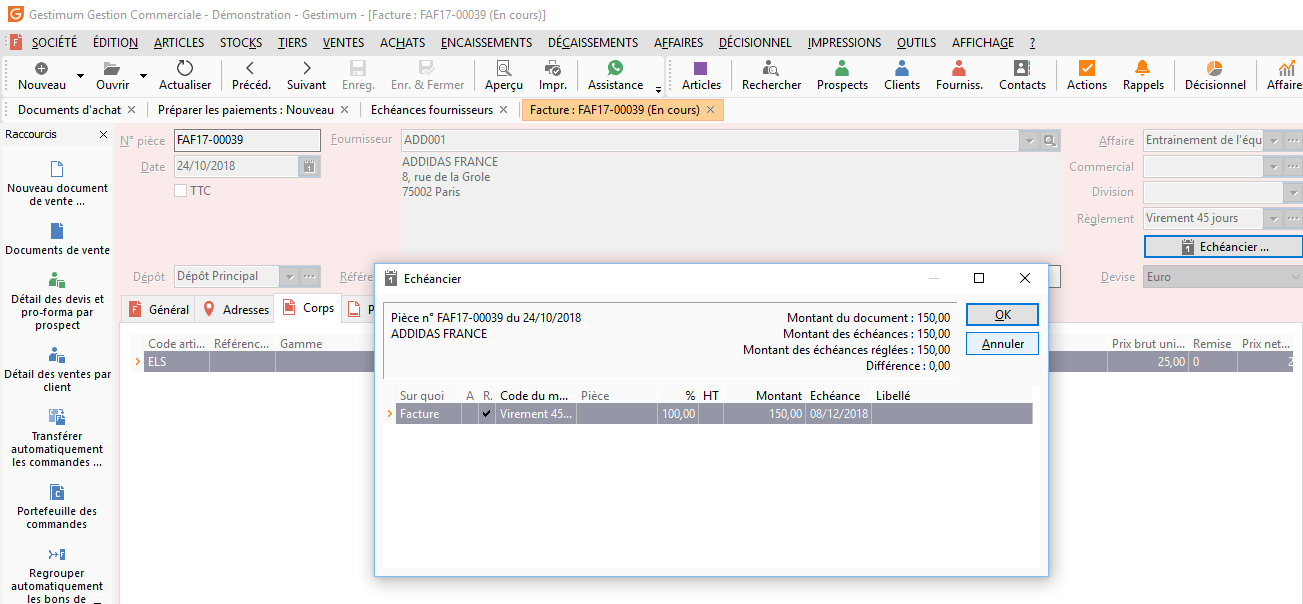 Gestimum Gestion Commerciale - Démonstration - Gestimum - [Facture : FAF17-00039 (En cours)]
SOCIÉTÉ ÉDITION ARTICLES STOCKS TIERS VENTES ACHATS ENCAISSEMENTS DÉCAISSEMENTS AFFAIRES DÉCISIONNEL IMPRESSIONS OUTILS AFFICHAGE ?
Nouveau Ouvrir Actualiser Précéd. Suivant Enreg. Enr. & Fermer Aperçu Impr. Assistance Articles Rechercher Prospects Clients Fourniss. Contacts Actions Rappels Décisionnel Affaire
Documents d'achat Préparer les paiements : Nouveau Echéances fournisseurs Facture : FAF17-00039 (En cours)
Raccourcis
Nouveau document
de vente ...
Documents de vente
Détail des devis et
pro-forma par
prospect
Détail des ventes par
client
Transférer
automatiquement
les commandes ...
Portefeuille des
commandes
Regrouper
automatiquement
les bons de
N° pièce FAF17-00039
Date 24/10/2018
TTC
Fournisseur ADD001
ADDIDAS FRANCE
8, rue de la Grole
75002 Paris
Affaire Entrainement de l'équ
Commercial
Division
Règlement Virement 45 jours
Echéancier ...
Dépôt Dépôt Principal Référe
Devise Euro
Général Adresses Corps P
Code arti... Référenc... Gamme Prix brut uni... Remise Prix net...
ELS 25,00 0 2
Echéancier
Pièce n° FAF17-00039 du 24/10/2018
ADDIDAS FRANCE
Montant du document : 150,00
Montant des échéances : 150,00
Montant des échéances réglées : 150,00
Différence : 0,00
OK
Annuler
Sur quoi A R. Code du m... Pièce % HT Montant Echéance Libellé
Facture Virement 45... 100,00 150,00 08/12/2018